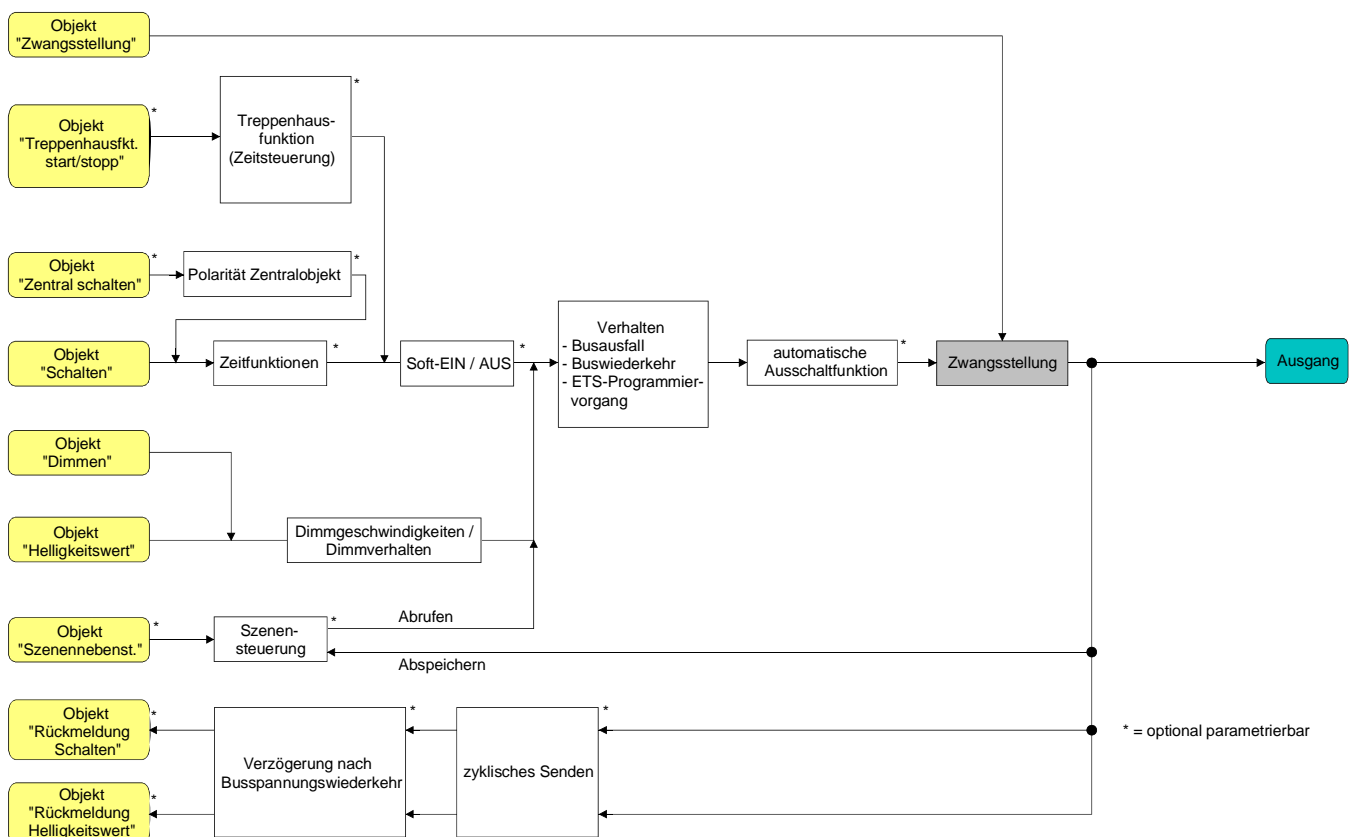 Objekt
"Zwangsstellung"
*
*
Objekt
"Treppenhausfkt.
start/stopp"
Treppenhaus-
funktion
(Zeitsteuerung)
*
*
Objekt
"Zentral schalten"
Polarität Zentralobjekt
Objekt
"Schalten"
*
Zeitfunktionen
*
Soft-EIN / AUS
Verhalten
- Busausfall
- Buswiederkehr
- ETS-Programmier-
vorgang
*
automatische
Ausschaltfunktion
Zwangsstellung
Ausgang
Objekt
"Dimmen"
Objekt
"Helligkeitswert"
Dimmgeschwindigkeiten /
Dimmverhalten
*
*
Objekt
"Szenennebenst."
Szenen-
steuerung
Abrufen
Abspeichern
*
*
*
Objekt
"Rückmeldung
Schalten"
Verzögerung nach
Busspannungswiederkehr
zyklisches Senden
* = optional parametrierbar
*
Objekt
"Rückmeldung
Helligkeitswert"